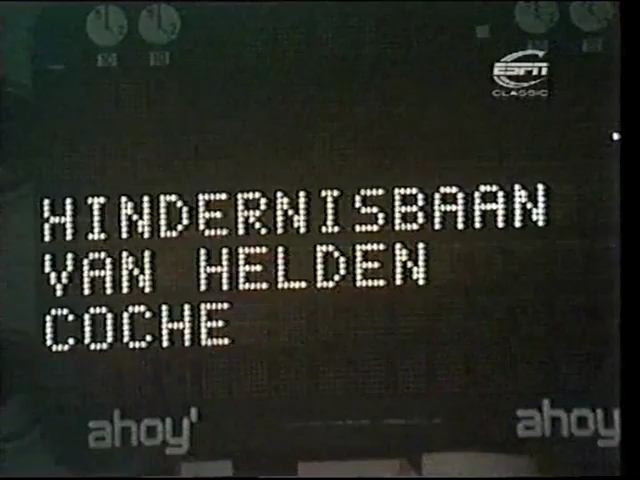 ESPN
CLASSIC
HINDERNISBAAN
VAN HELDEN
COCHE
ahoy'
ahoy